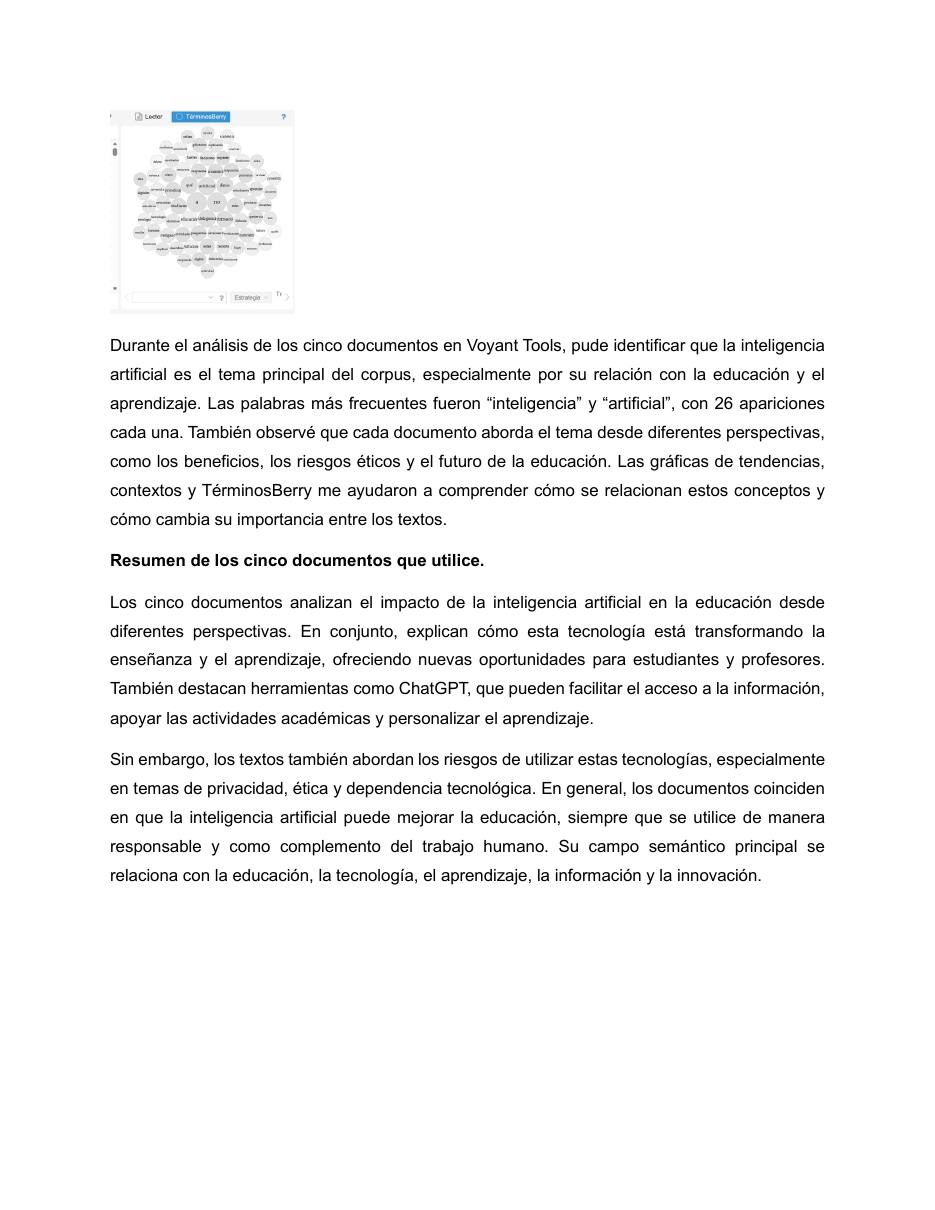 Lector TérminosBerry ?
qué artificial datos
a no
? Estrategia
Durante el análisis de los cinco documentos en Voyant Tools, pude identificar que la inteligencia
artificial es el tema principal del corpus, especialmente por su relación con la educación y el
aprendizaje. Las palabras más frecuentes fueron “inteligencia” y “artificial”, con 26 apariciones
cada una. También observé que cada documento aborda el tema desde diferentes perspectivas,
como los beneficios, los riesgos éticos y el futuro de la educación. Las gráficas de tendencias,
contextos y TérminosBerry me ayudaron a comprender cómo se relacionan estos conceptos y
cómo cambia su importancia entre los textos.
Resumen de los cinco documentos que utilice.
Los cinco documentos analizan el impacto de la inteligencia artificial en la educación desde
diferentes perspectivas. En conjunto, explican cómo esta tecnología está transformando la
enseñanza y el aprendizaje, ofreciendo nuevas oportunidades para estudiantes y profesores.
También destacan herramientas como ChatGPT, que pueden facilitar el acceso a la información,
apoyar las actividades académicas y personalizar el aprendizaje.
Sin embargo, los textos también abordan los riesgos de utilizar estas tecnologías, especialmente
en temas de privacidad, ética y dependencia tecnológica. En general, los documentos coinciden
en que la inteligencia artificial puede mejorar la educación, siempre que se utilice de manera
responsable y como complemento del trabajo humano. Su campo semántico principal se
relaciona con la educación, la tecnología, el aprendizaje, la información y la innovación.